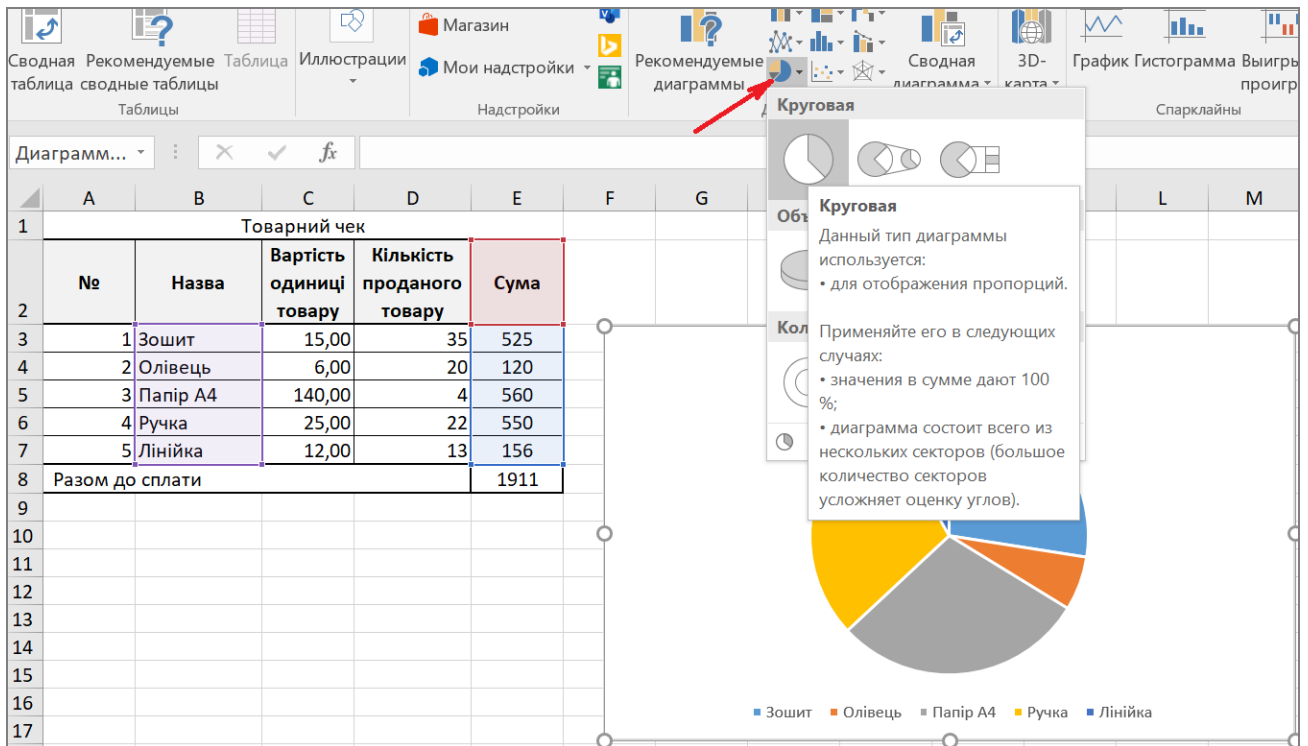 Сводная таблица
Рекомендуемые сводные таблицы
Таблица
Таблицы
Иллюстрации
Магазин
Мои надстройки
Надстройки
Рекомендуемые диаграммы
Сводная диаграмма
3D-карта
График
Гистограмма
Спарклайны
Диаграмм...
fx
A B C D E F G L M
1 Товарний чек
2 № Назва Вартість одиниці товару Кількість проданого товару Сума
3 1 Зошит 15,00 35 525
4 2 Олівець 6,00 20 120
5 3 Папір А4 140,00 4 560
6 4 Ручка 25,00 22 550
7 5 Лінійка 12,00 13 156
8 Разом до сплати 1911
9
10
11
12
13
14
15
16
17
Круговая
Круговая
Данный тип диаграммы
используется:
• для отображения пропорций.
Применяйте его в следующих
случаях:
• значения в сумме дают 100
%;
• диаграмма состоит всего из
нескольких секторов (большое
количество секторов
усложняет оценку углов).
Зошит Олівець Папір А4 Ручка Лінійка